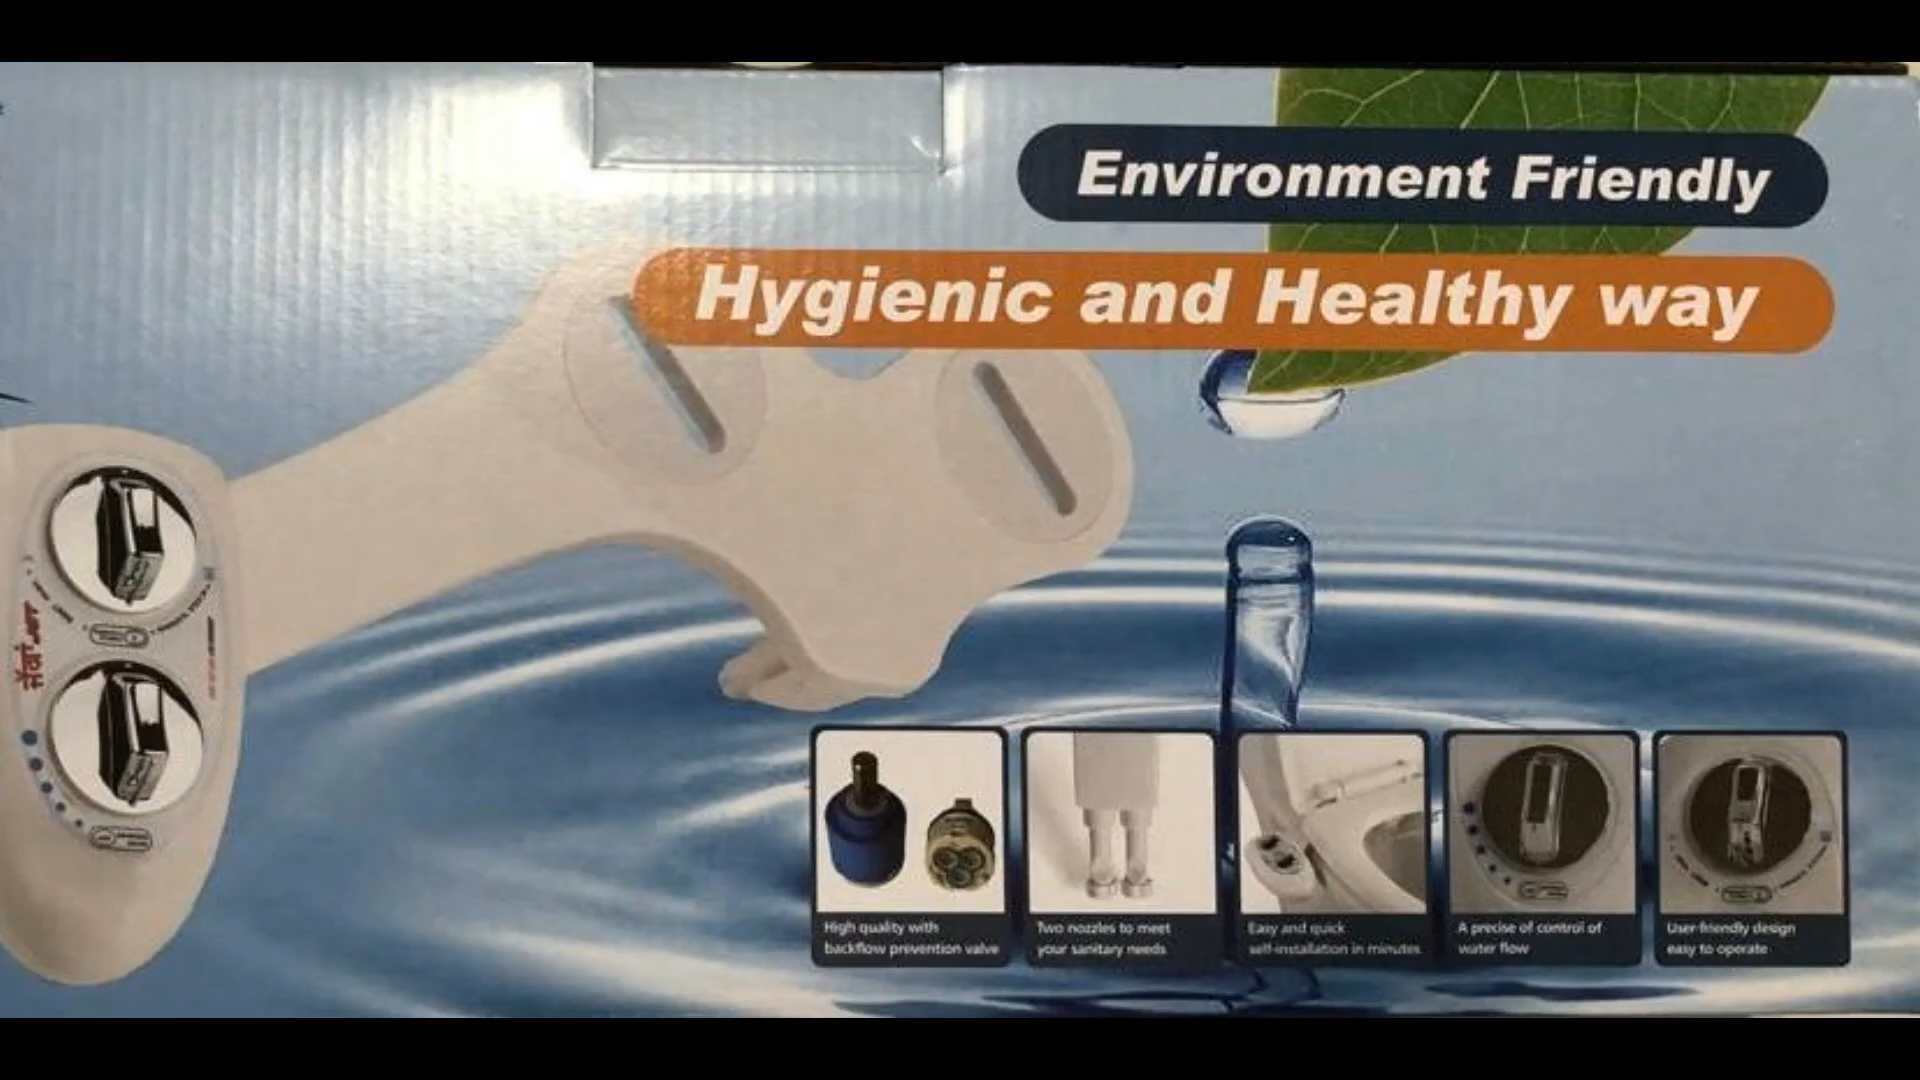 Environment Friendly
Hygienic and Healthy way
High quality with
backflow prevention valve
Two nozzles to meet
your sanitary needs
Easy and quick
self-installation in minutes
A precise of control of
water flow
User-friendly design
easy to operate